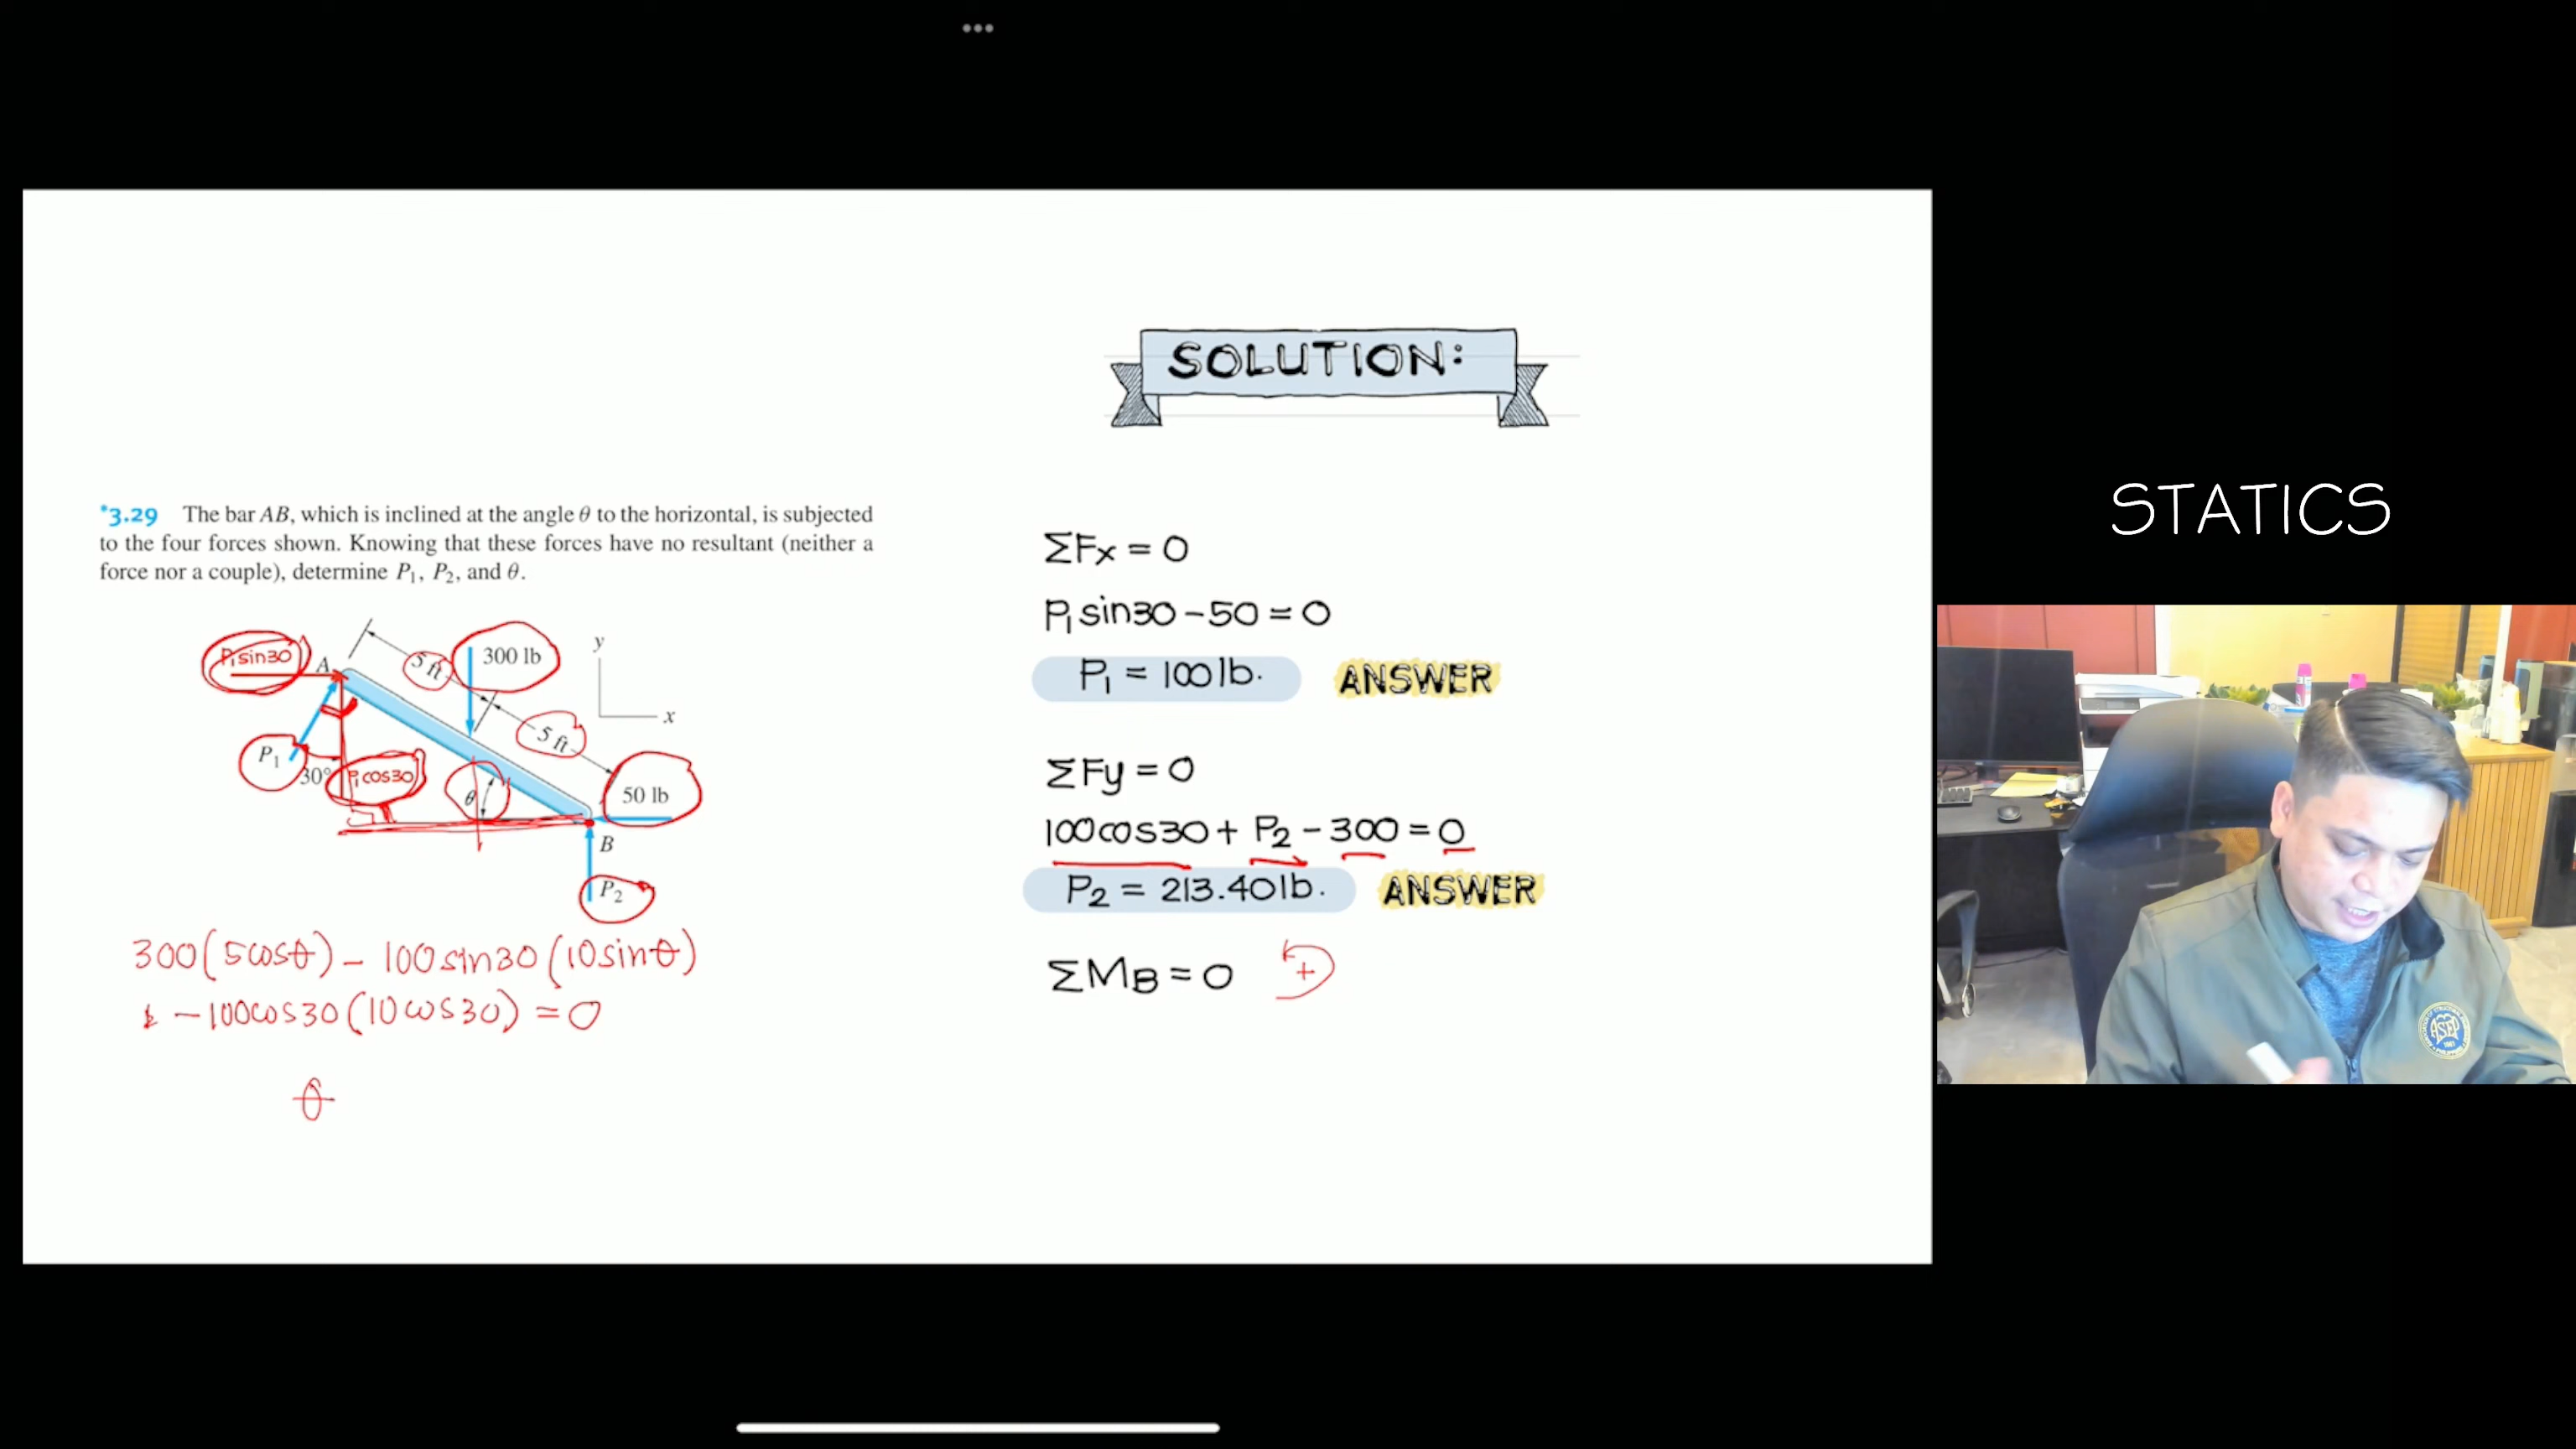 SOLUTION:
*3.29 The bar AB, which is inclined at the angle θ to the horizontal, is subjected
to the four forces shown. Knowing that these forces have no resultant (neither a
force nor a couple), determine P₁, P₂, and θ.
P₁sin30
A
5 ft
300 lb
y
x
5 ft
P₁
30°
P₁cos30
θ
50 lb
B
P₂
300(5cosθ) - 100sin30(10sinθ)
-100cos30(10cos30) = 0
θ
ΣFx = 0
P₁sin30 - 50 = 0
P₁ = 100 lb. ANSWER
ΣFy = 0
100cos30 + P₂ - 300 = 0
P₂ = 213.40 lb. ANSWER
ΣMB = 0 +
STATICS
ASEP